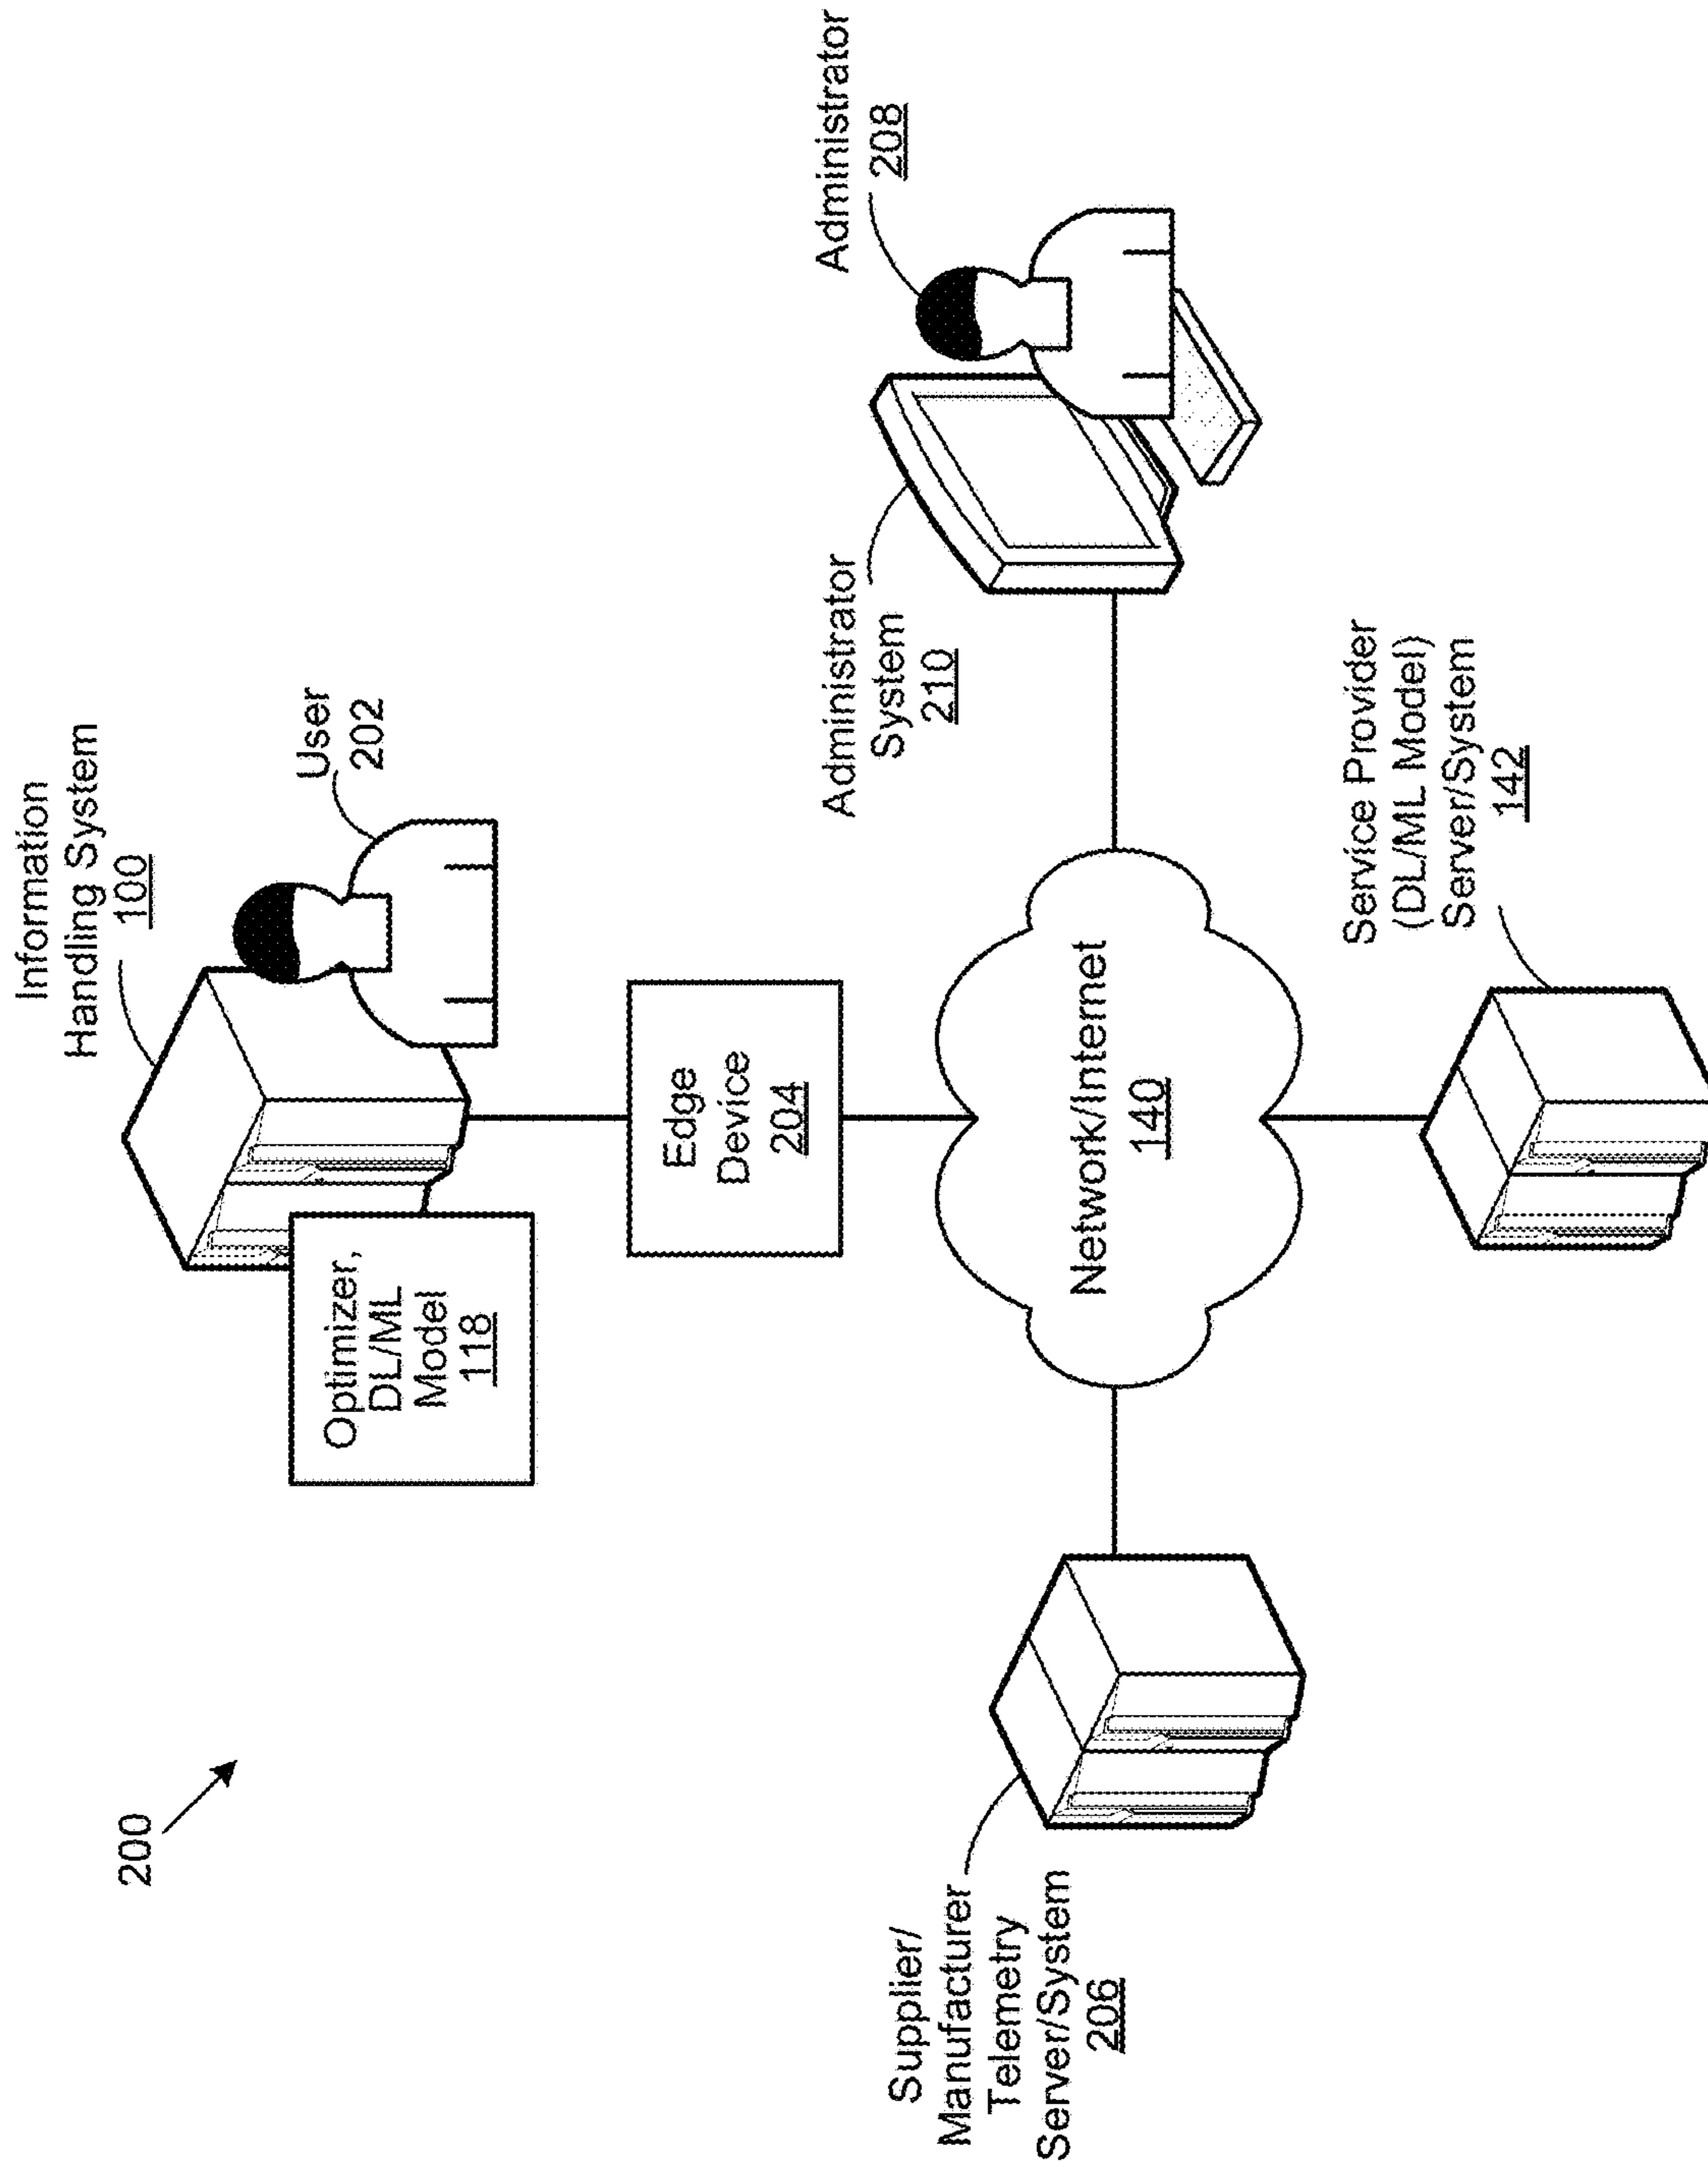 200
Information
Handling System
100
User
202
Optimizer,
DL/ML
Model
118
Edge
Device
204
Supplier/
Manufacturer
Telemetry
Server/System
206
Network/Internet
140
Administrator
System
210
Administrator
208
Service Provider
(DL/ML Model)
Server/System
142